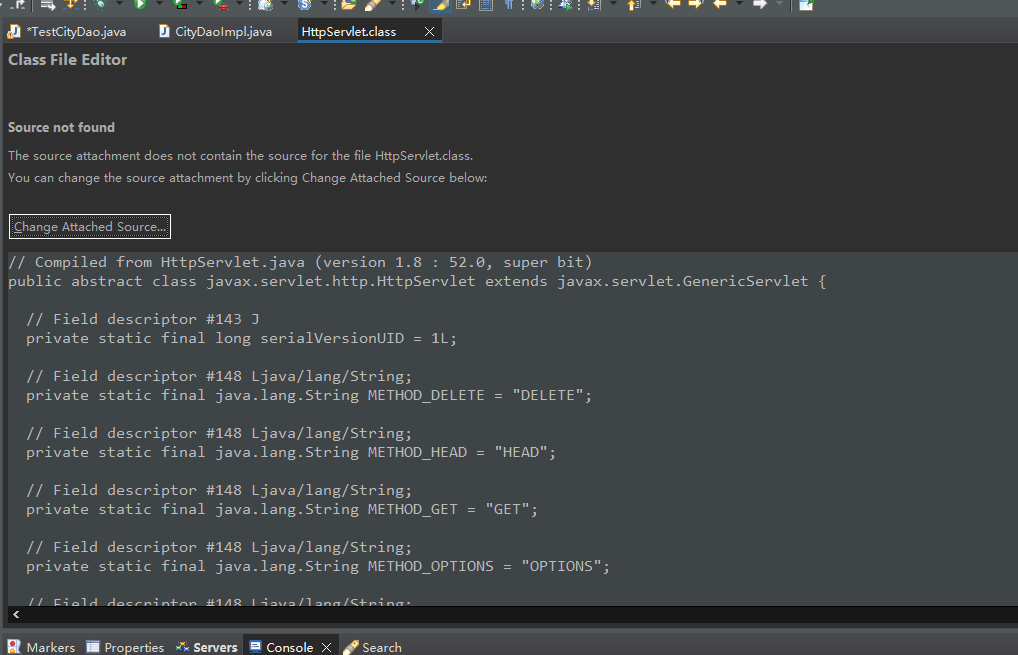 *TestCityDao.java
CityDaoImpl.java
HttpServlet.class
Class File Editor
Source not found
The source attachment does not contain the source for the file HttpServlet.class.
You can change the source attachment by clicking Change Attached Source below:
Change Attached Source...
// Compiled from HttpServlet.java (version 1.8 : 52.0, super bit)
public abstract class javax.servlet.http.HttpServlet extends javax.servlet.GenericServlet {
// Field descriptor #143 J
private static final long serialVersionUID = 1L;
// Field descriptor #148 Ljava/lang/String;
private static final java.lang.String METHOD_DELETE = "DELETE";
// Field descriptor #148 Ljava/lang/String;
private static final java.lang.String METHOD_HEAD = "HEAD";
// Field descriptor #148 Ljava/lang/String;
private static final java.lang.String METHOD_GET = "GET";
// Field descriptor #148 Ljava/lang/String;
private static final java.lang.String METHOD_OPTIONS = "OPTIONS";
// Field descriptor #148 Ljava/lang/String;
Markers
Properties
Servers
Console
Search